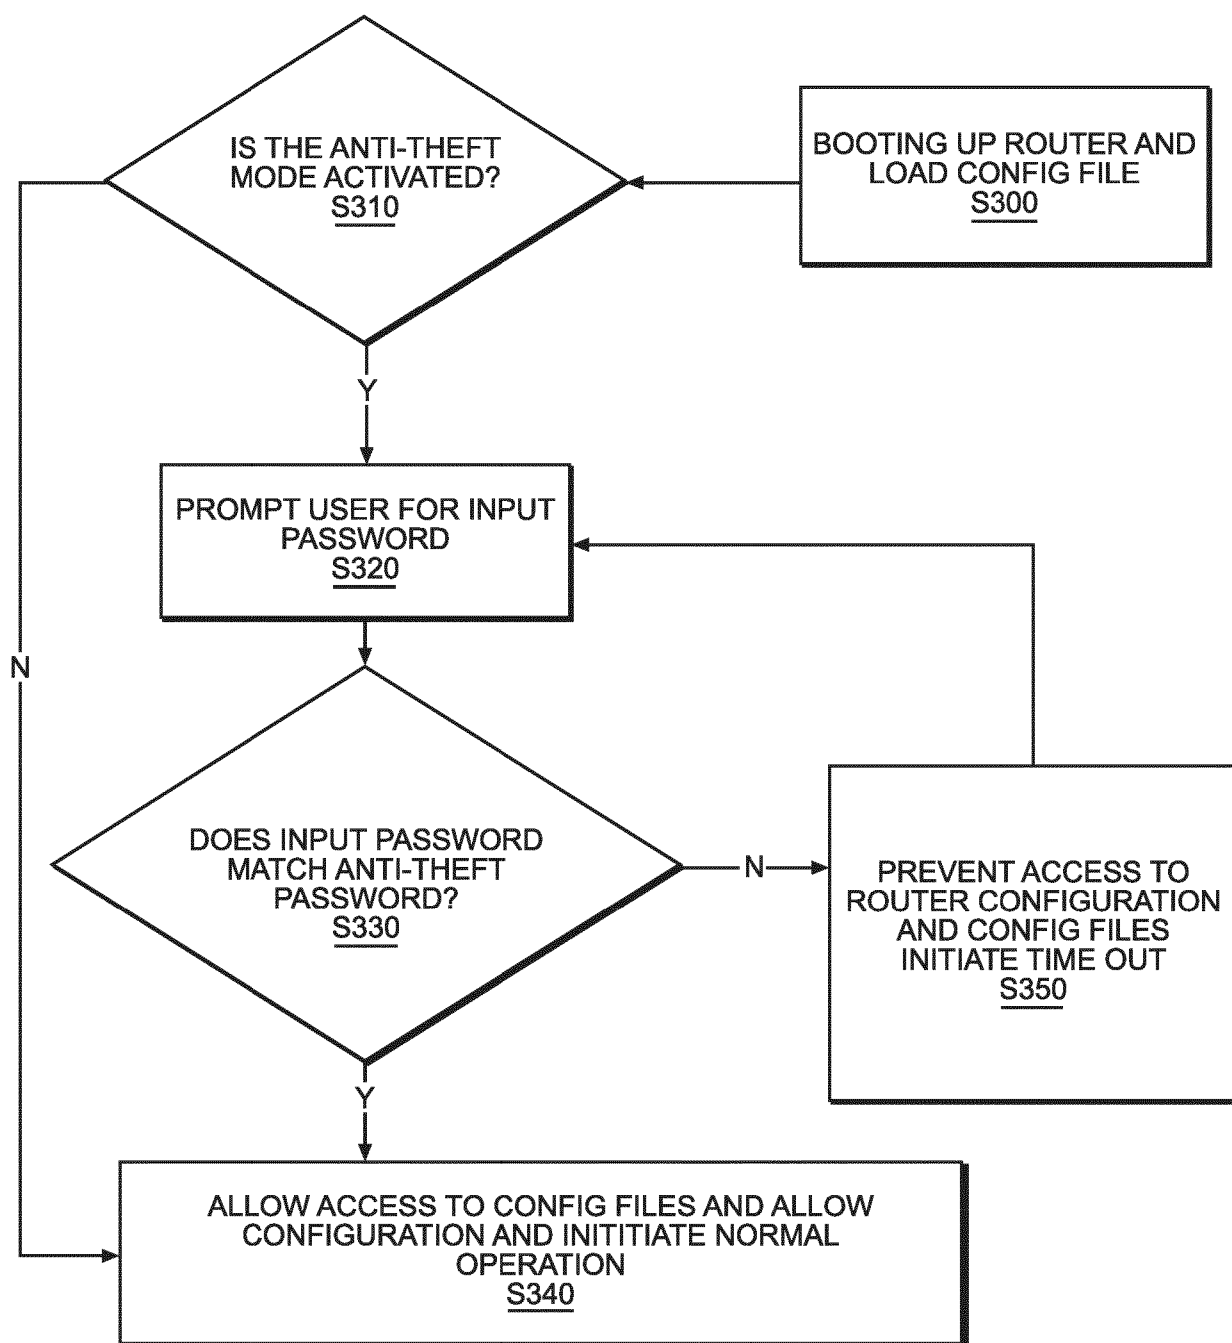 BOOTING UP ROUTER AND
LOAD CONFIG FILE
S300
IS THE ANTI-THEFT
MODE ACTIVATED?
S310
Y
PROMPT USER FOR INPUT
PASSWORD
S320
N
DOES INPUT PASSWORD
MATCH ANTI-THEFT
PASSWORD?
S330
N
PREVENT ACCESS TO
ROUTER CONFIGURATION
AND CONFIG FILES
INITIATE TIME OUT
S350
Y
ALLOW ACCESS TO CONFIG FILES AND ALLOW
CONFIGURATION AND INITITIATE NORMAL
OPERATION
S340